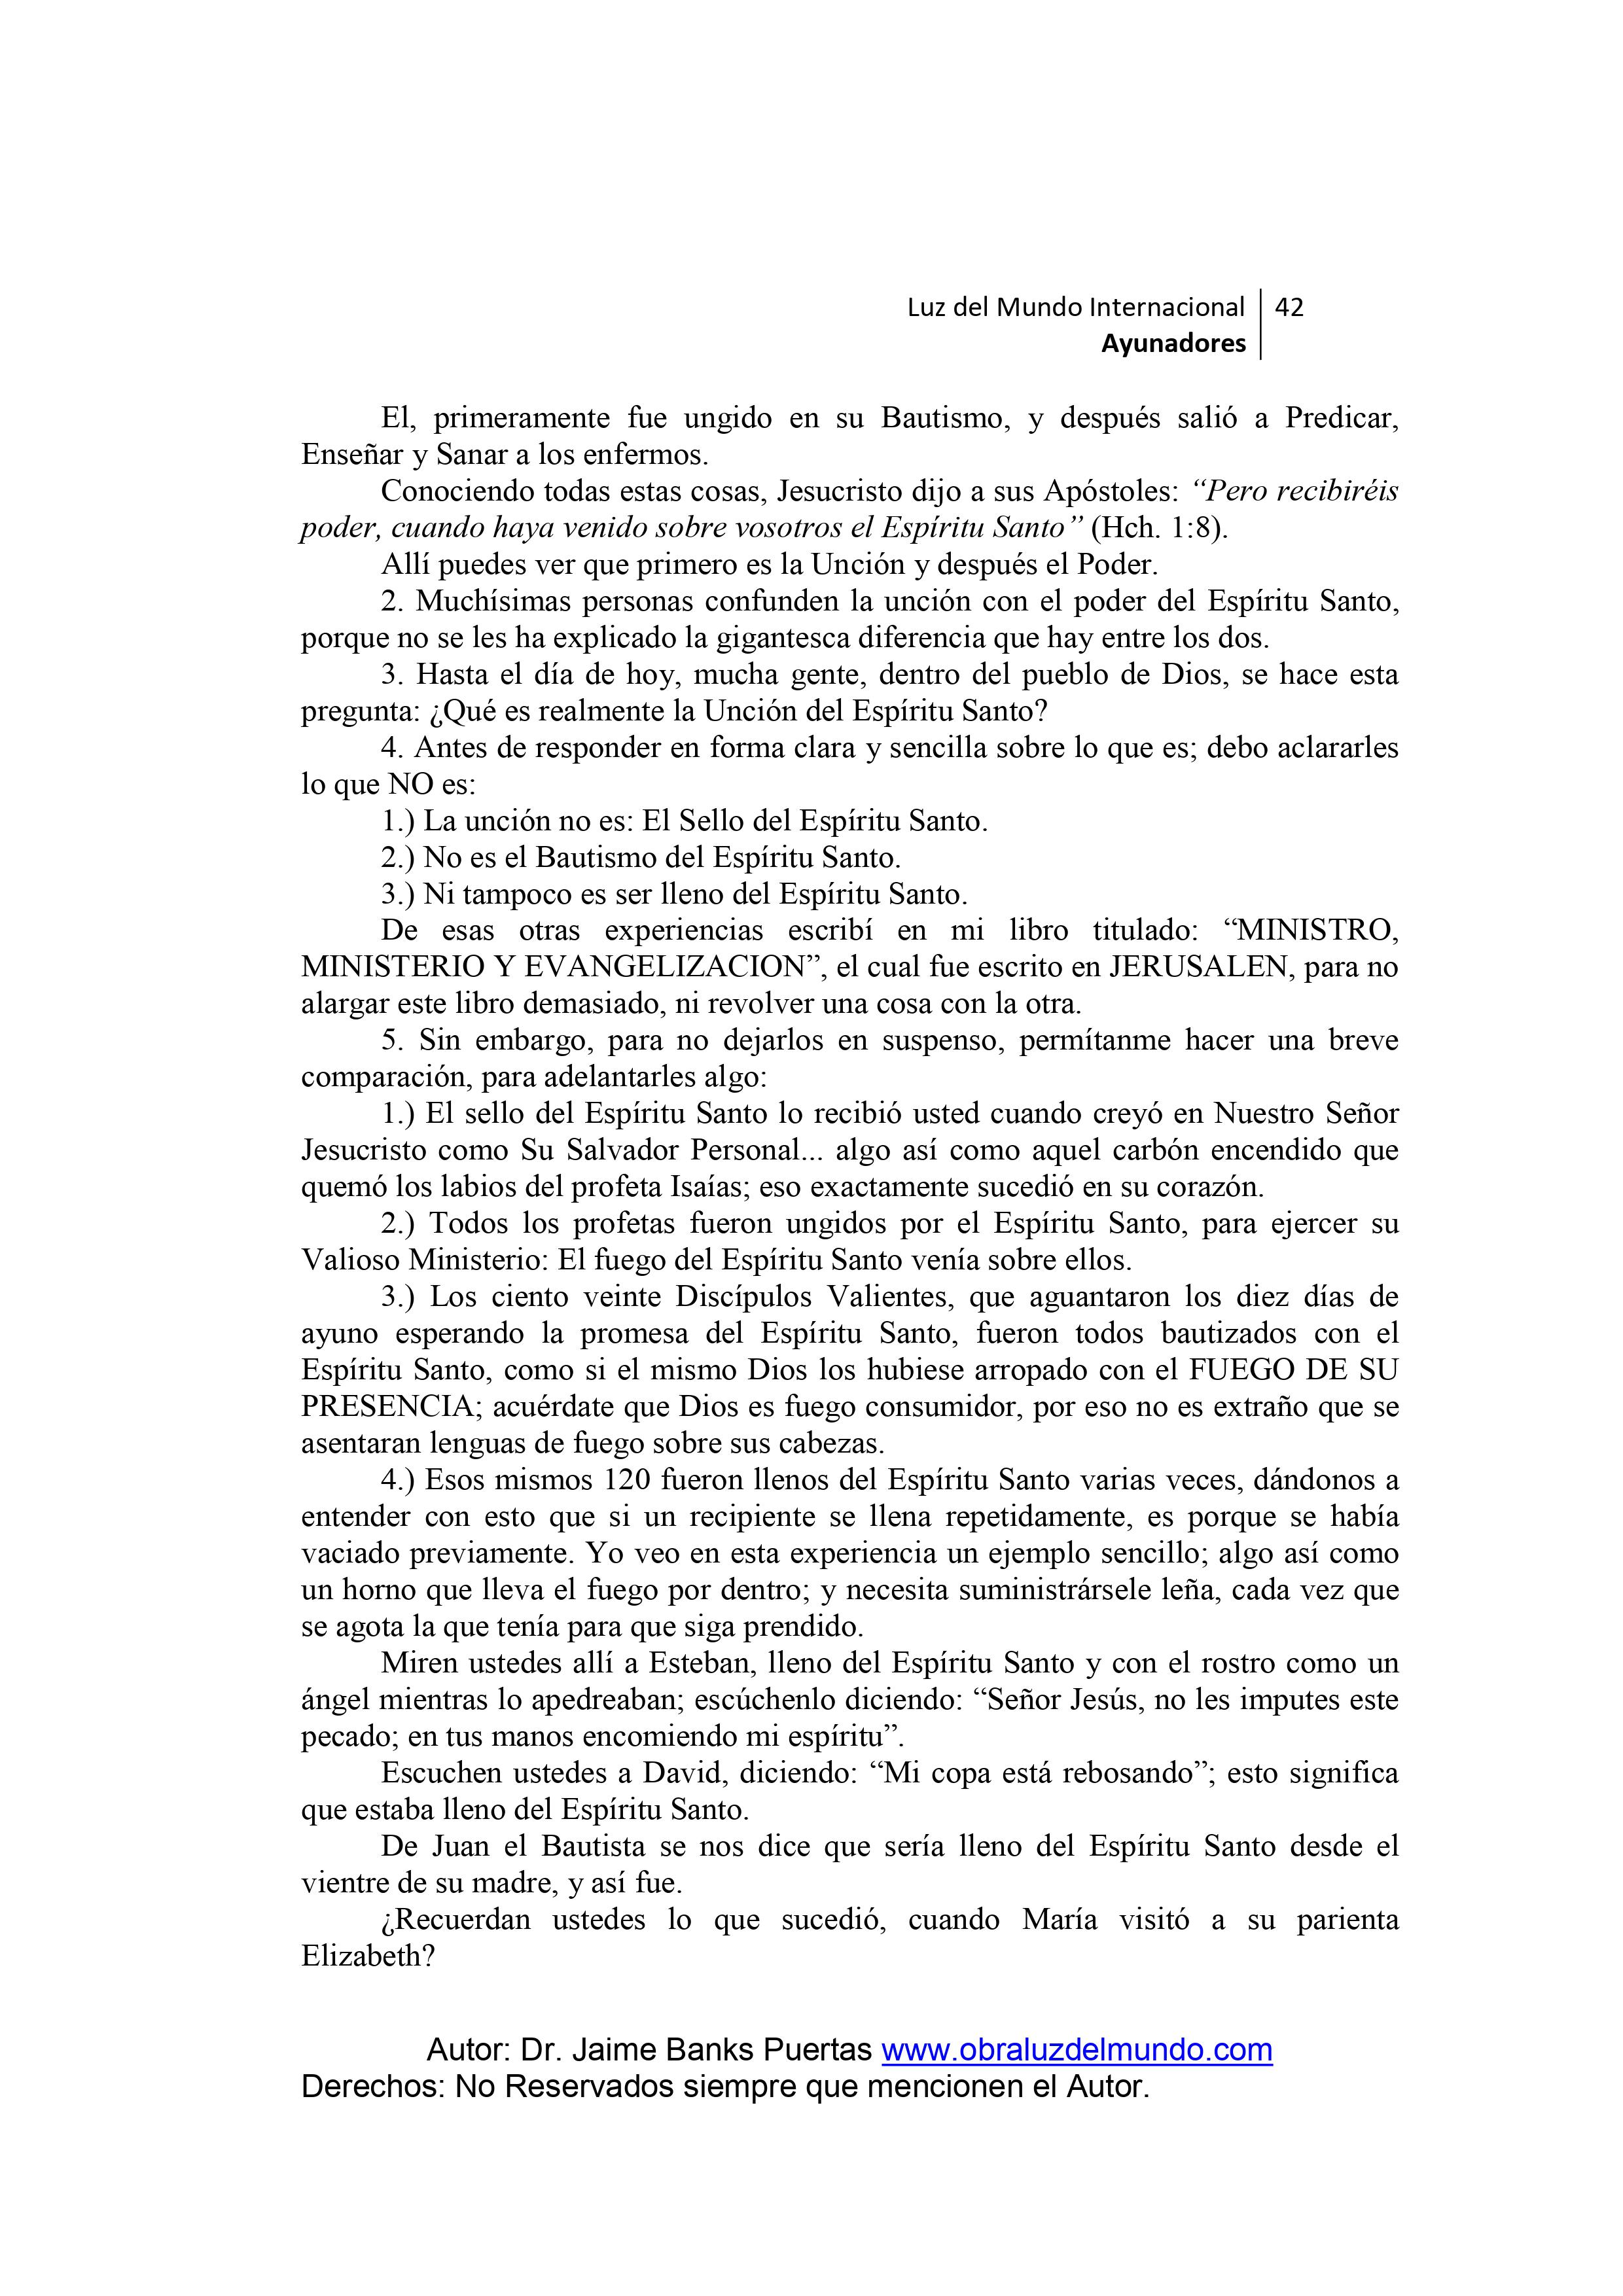 Luz del Mundo Internacional 42
Ayunadores
El, primeramente fue ungido en su Bautismo, y después salió a Predicar,
Enseñar y Sanar a los enfermos.
Conociendo todas estas cosas, Jesucristo dijo a sus Apóstoles: “Pero recibiréis
poder, cuando haya venido sobre vosotros el Espíritu Santo” (Hch. 1:8).
Allí puedes ver que primero es la Unción y después el Poder.
2. Muchísimas personas confunden la unción con el poder del Espíritu Santo,
porque no se les ha explicado la gigantesca diferencia que hay entre los dos.
3. Hasta el día de hoy, mucha gente, dentro del pueblo de Dios, se hace esta
pregunta: ¿Qué es realmente la Unción del Espíritu Santo?
4. Antes de responder en forma clara y sencilla sobre lo que es; debo aclararles
lo que NO es:
1.) La unción no es: El Sello del Espíritu Santo.
2.) No es el Bautismo del Espíritu Santo.
3.) Ni tampoco es ser lleno del Espíritu Santo.
De esas otras experiencias escribí en mi libro titulado: “MINISTRO,
MINISTERIO Y EVANGELIZACION”, el cual fue escrito en JERUSALEN, para no
alargar este libro demasiado, ni revolver una cosa con la otra.
5. Sin embargo, para no dejarlos en suspenso, permítanme hacer una breve
comparación, para adelantarles algo:
1.) El sello del Espíritu Santo lo recibió usted cuando creyó en Nuestro Señor
Jesucristo como Su Salvador Personal... algo así como aquel carbón encendido que
quemó los labios del profeta Isaías; eso exactamente sucedió en su corazón.
2.) Todos los profetas fueron ungidos por el Espíritu Santo, para ejercer su
Valioso Ministerio: El fuego del Espíritu Santo venía sobre ellos.
3.) Los ciento veinte Discípulos Valientes, que aguantaron los diez días de
ayuno esperando la promesa del Espíritu Santo, fueron todos bautizados con el
Espíritu Santo, como si el mismo Dios los hubiese arropado con el FUEGO DE SU
PRESENCIA; acuérdate que Dios es fuego consumidor, por eso no es extraño que se
asentaran lenguas de fuego sobre sus cabezas.
4.) Esos mismos 120 fueron llenos del Espíritu Santo varias veces, dándonos a
entender con esto que si un recipiente se llena repetidamente, es porque se había
vaciado previamente. Yo veo en esta experiencia un ejemplo sencillo; algo así como
un horno que lleva el fuego por dentro; y necesita suministrársele leña, cada vez que
se agota la que tenía para que siga prendido.
Miren ustedes allí a Esteban, lleno del Espíritu Santo y con el rostro como un
ángel mientras lo apedreaban; escúchenlo diciendo: “Señor Jesús, no les imputes este
pecado; en tus manos encomiendo mi espíritu”.
Escuchen ustedes a David, diciendo: “Mi copa está rebosando”; esto significa
que estaba lleno del Espíritu Santo.
De Juan el Bautista se nos dice que sería lleno del Espíritu Santo desde el
vientre de su madre, y así fue.
¿Recuerdan ustedes lo que sucedió, cuando María visitó a su parienta
Elizabeth?
Autor: Dr. Jaime Banks Puertas www.obraluzdelmundo.com
Derechos: No Reservados siempre que mencionen el Autor.